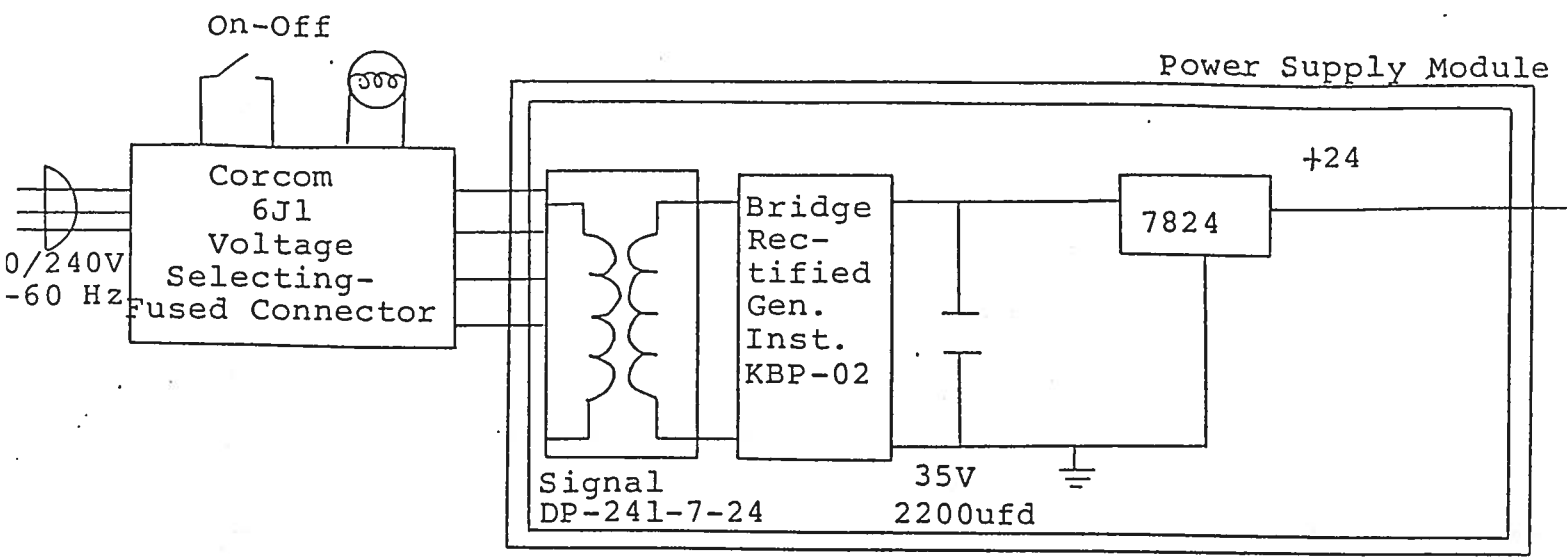 On-Off
Power Supply Module
Corcom
6J1
Voltage
Selecting-
Fused Connector
0/240V
-60 Hz
+24
Bridge
Rec-
tified
Gen.
Inst.
KBP-02
7824
Signal
DP-241-7-24
35V
2200ufd